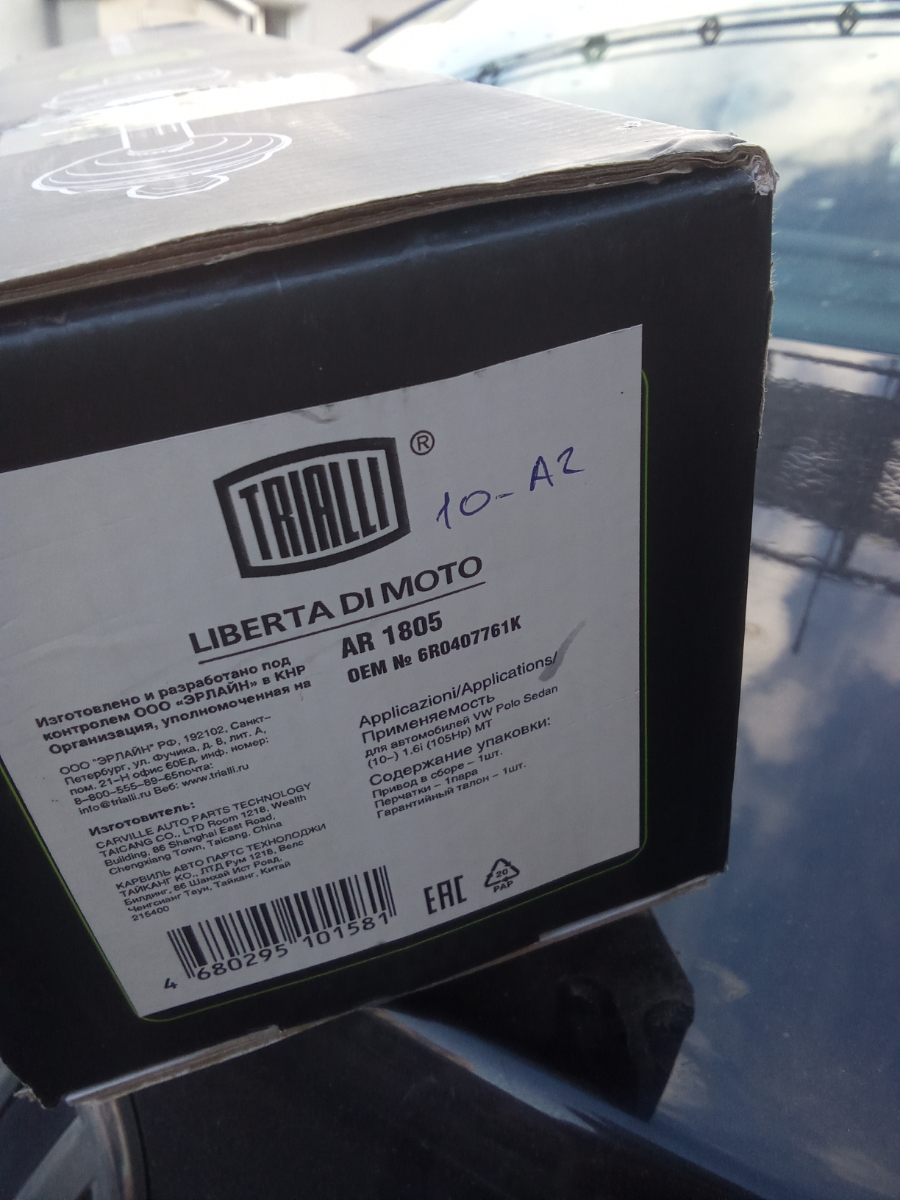 TRIALLI ®
10-A2
LIBERTA DI MOTO
AR 1805
OEM № 6R0407761K
Изготовлено и разработано под
контролем ООО «ЭРЛАЙН» в КНР
Организация, уполномоченная на
ООО "ЭРЛАЙН" РФ, 192102, Санкт-
Петербург, ул. Фучика, д. 8, лит. А,
пом. 21-Н офис 60Ед. инф. номер:
8-800-555-89-65почта:
info@trialli.ru Веб: www.trialli.ru
Изготовитель:
CARVILLE AUTO PARTS TECHNOLOGY
TAICANG CO., LTD Room 1218, Wealth
Building, 86 Shanghai East Road,
Chengxiang Town, Taicang, China
КАРВИЛЬ АВТО ПАРТС ТЕХНОЛОДЖИ
ТАЙКАНГ КО., ЛТД Рум 1218, Велс
Билдинг, 86 Шанхай Ист Роад,
Ченгсианг Таун, Тайканг, Китай
215400
Applicazioni/Applications/
Применяемость
для автомобилей VW Polo Sedan
(10-) 1.6i (105Hp) MT
Содержание упаковки:
Привод в сборе - 1шт.
Перчатки - 1пара
Гарантийный талон - 1шт.
4 680295 101581
EAC
20
PAP